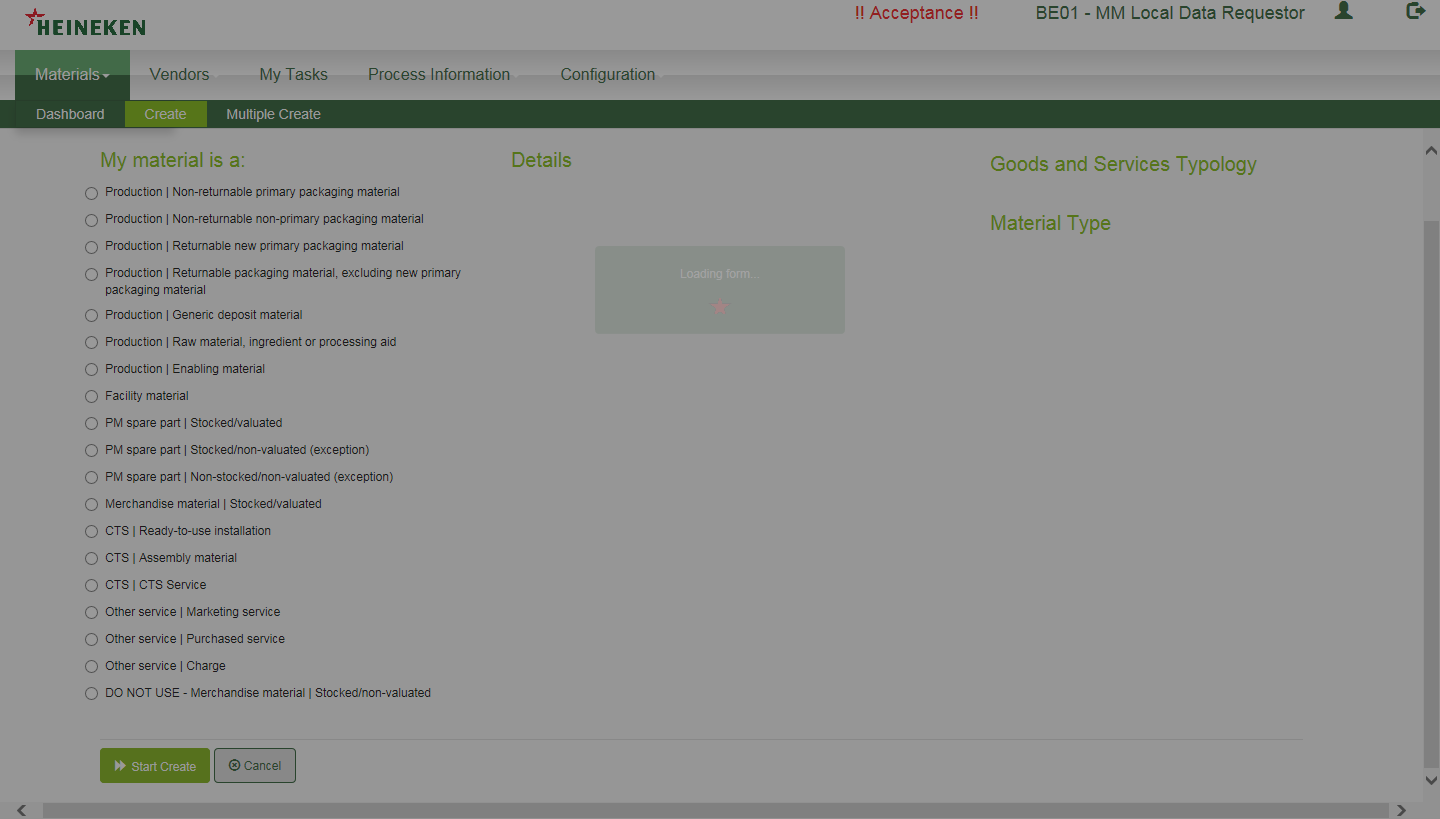 HEINEKEN
!! Acceptance !!
BE01 - MM Local Data Requestor
Materials
Vendors
My Tasks
Process Information
Configuration
Dashboard
Create
Multiple Create
My material is a:
Production | Non-returnable primary packaging material
Production | Non-returnable non-primary packaging material
Production | Returnable new primary packaging material
Production | Returnable packaging material, excluding new primary
packaging material
Production | Generic deposit material
Production | Raw material, ingredient or processing aid
Production | Enabling material
Facility material
PM spare part | Stocked/valuated
PM spare part | Stocked/non-valuated (exception)
PM spare part | Non-stocked/non-valuated (exception)
Merchandise material | Stocked/valuated
CTS | Ready-to-use installation
CTS | Assembly material
CTS | CTS Service
Other service | Marketing service
Other service | Purchased service
Other service | Charge
DO NOT USE - Merchandise material | Stocked/non-valuated
Details
Loading form...
Goods and Services Typology
Material Type
Start Create
Cancel